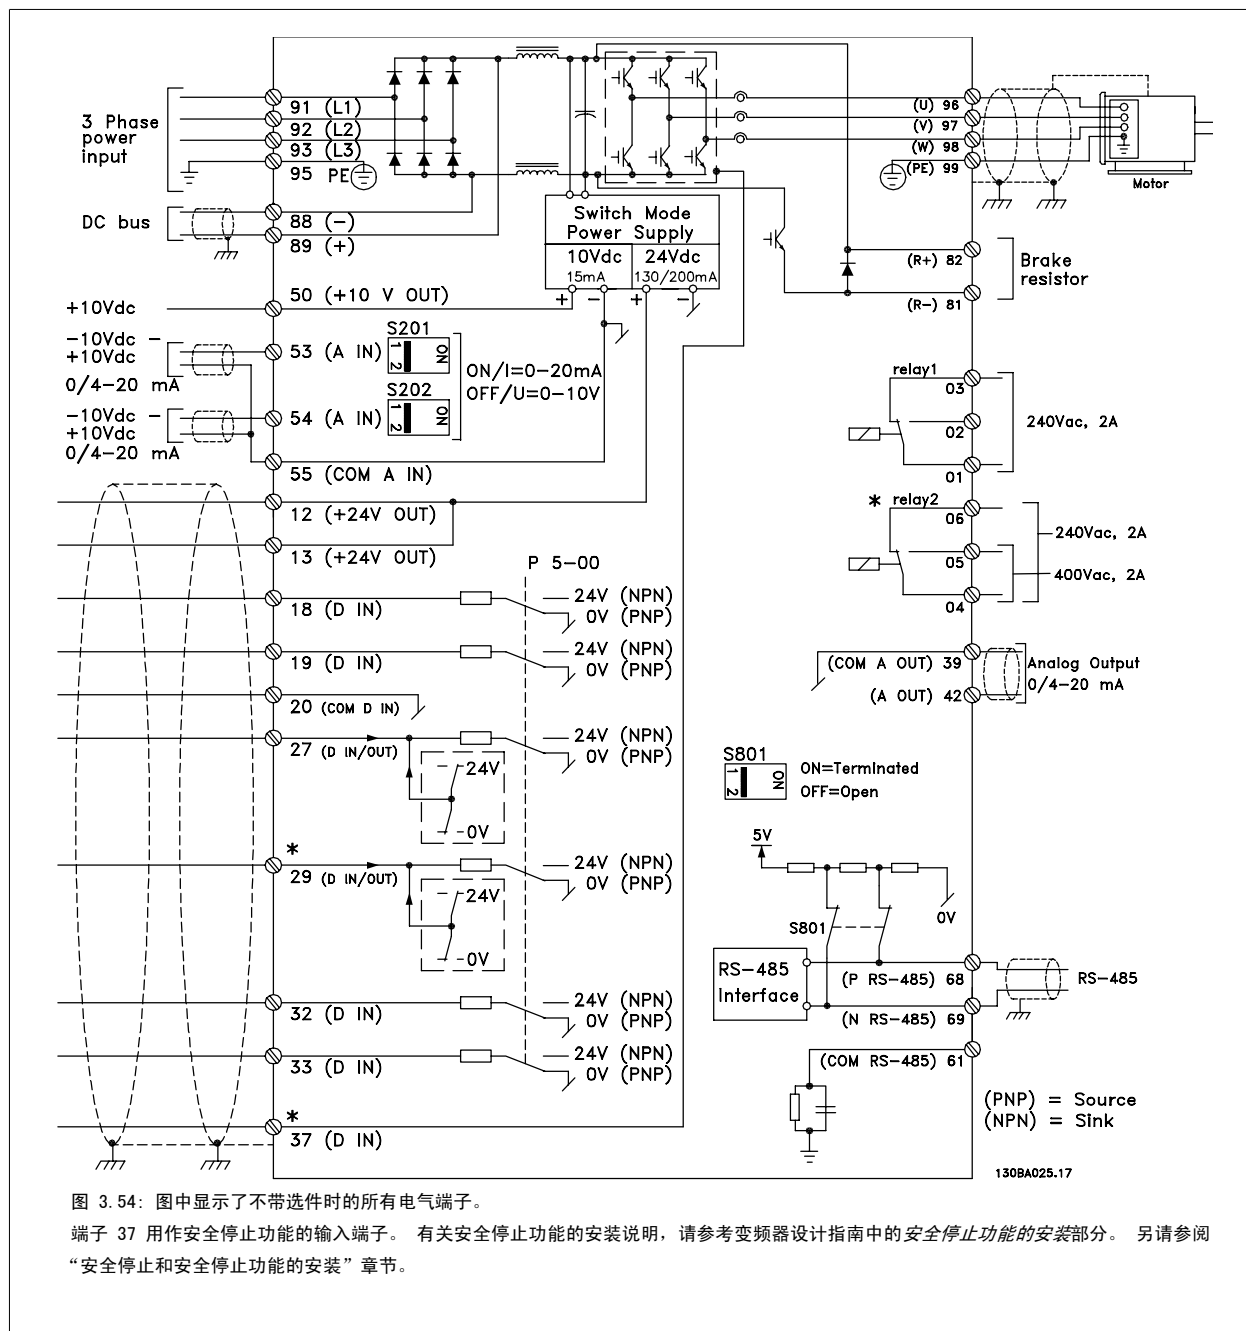 3 Phase
power
input
91 (L1)
92 (L2)
93 (L3)
95 PE
DC bus
88 (-)
89 (+)
Switch Mode
Power Supply
10Vdc
15mA
24Vdc
130/200mA
+ - + -
(U) 96
(V) 97
(W) 98
(PE) 99
Motor
(R+) 82
(R-) 81
Brake
resistor
+10Vdc
50 (+10 V OUT)
-10Vdc -
+10Vdc
0/4-20 mA
53 (A IN)
S201
1 2
ON
-10Vdc -
+10Vdc
0/4-20 mA
54 (A IN)
S202
1 2
ON
ON/I=0-20mA
OFF/U=0-10V
55 (COM A IN)
12 (+24V OUT)
13 (+24V OUT)
P 5-00
18 (D IN)
24V (NPN)
0V (PNP)
19 (D IN)
24V (NPN)
0V (PNP)
20 (COM D IN)
27 (D IN/OUT)
24V (NPN)
0V (PNP)
24V
0V
*
29 (D IN/OUT)
24V (NPN)
0V (PNP)
24V
0V
32 (D IN)
24V (NPN)
0V (PNP)
33 (D IN)
24V (NPN)
0V (PNP)
*
37 (D IN)
relay1
03
02
01
240Vac, 2A
* relay2
06
05
04
240Vac, 2A
400Vac, 2A
(COM A OUT) 39
(A OUT) 42
Analog Output
0/4-20 mA
S801
1 2
ON
ON=Terminated
OFF=Open
5V
S801
0V
RS-485
Interface
(P RS-485) 68
(N RS-485) 69
RS-485
(COM RS-485) 61
(PNP) = Source
(NPN) = Sink
130BA025.17
图 3.54: 图中显示了不带选件时的所有电气端子。
端子 37 用作安全停止功能的输入端子。 有关安全停止功能的安装说明，请参考变频器设计指南中的安全停止功能的安装部分。 另请参阅
“安全停止和安全停止功能的安装”章节。